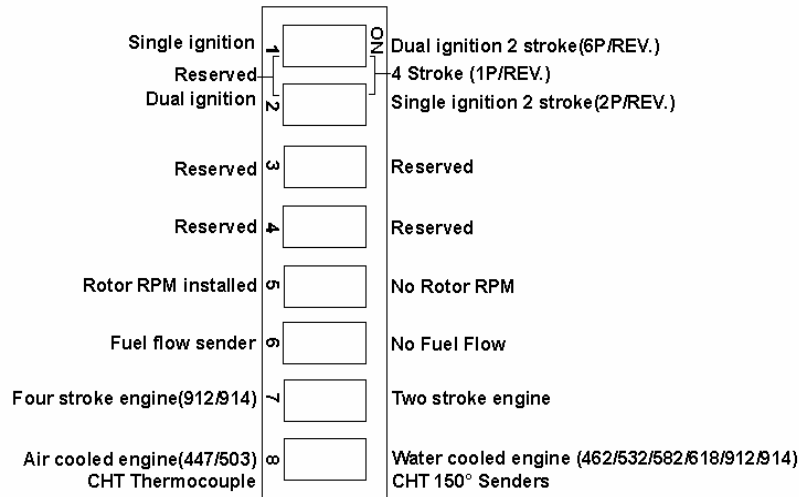 Single ignition 1 ON Dual ignition 2 stroke(6P/REV.)
Reserved 4 Stroke (1P/REV.)
Dual ignition 2 Single ignition 2 stroke(2P/REV.)
Reserved 3 Reserved
Reserved 4 Reserved
Rotor RPM installed 5 No Rotor RPM
Fuel flow sender 6 No Fuel Flow
Four stroke engine(912/914) 7 Two stroke engine
Air cooled engine(447/503) 8 Water cooled engine (462/532/582/618/912/914)
CHT Thermocouple CHT 150° Senders